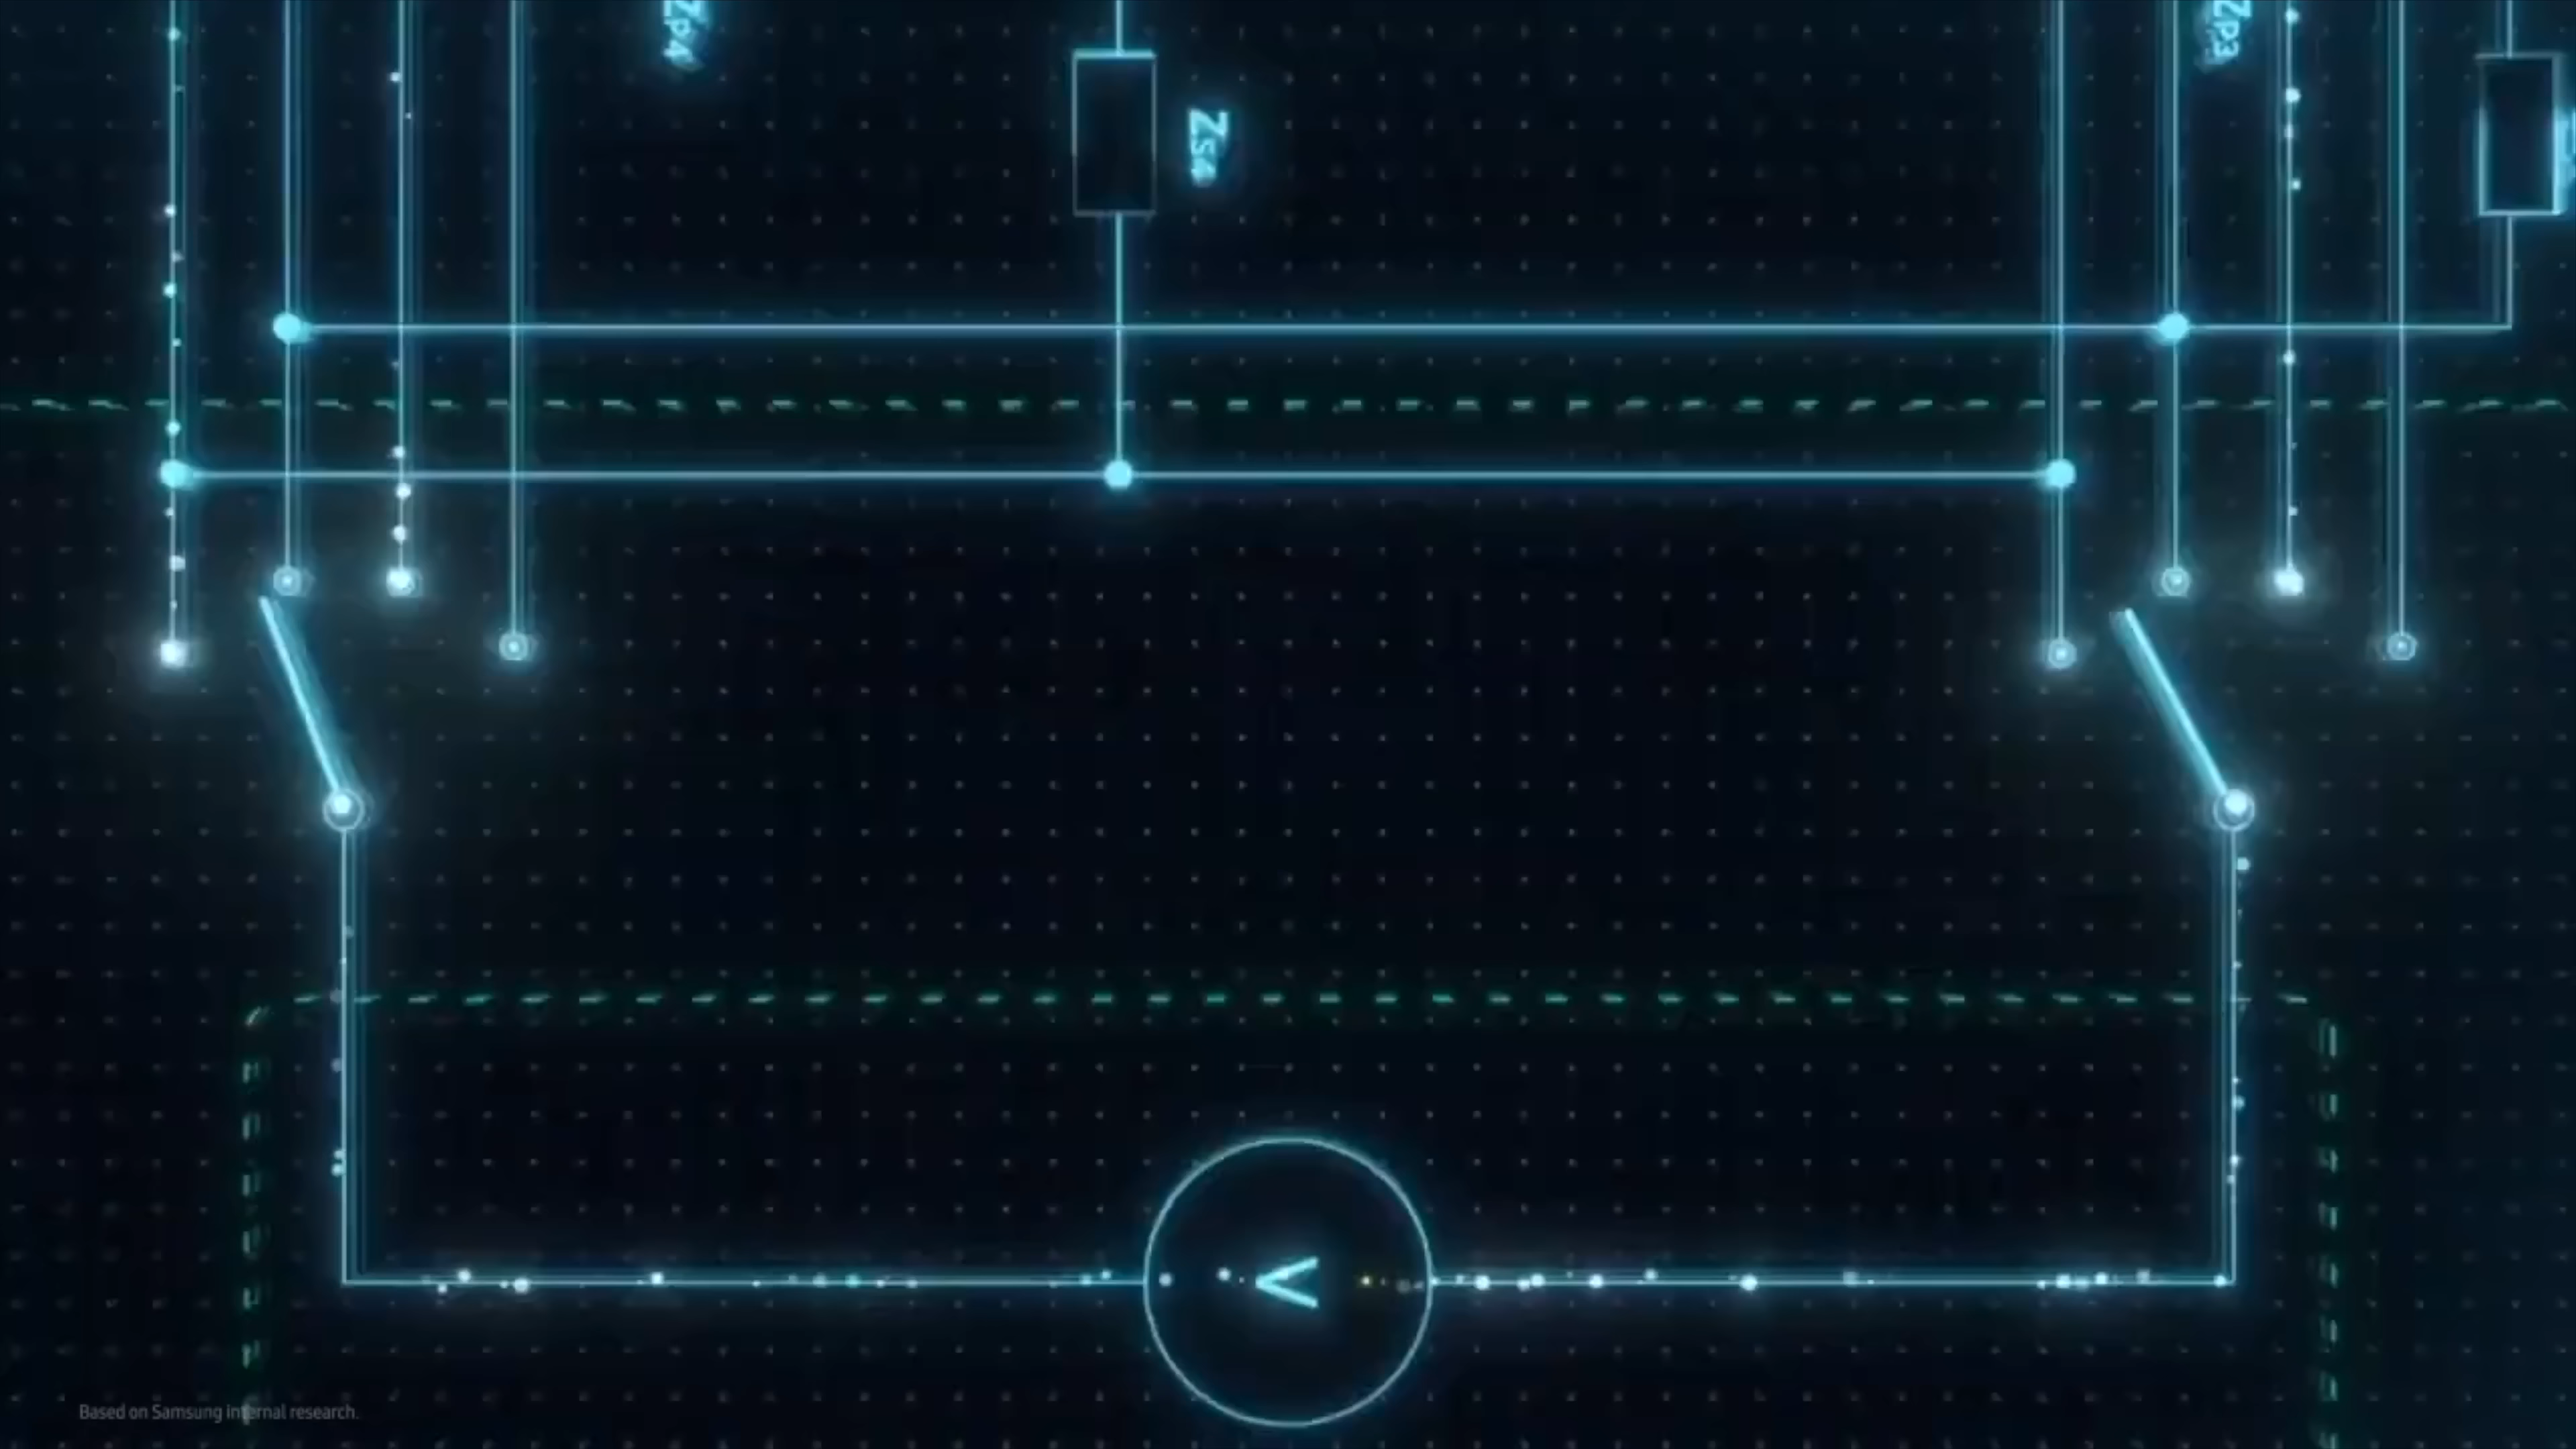 Zp4
Zp3
Zs4
V
Based on Samsung internal research.